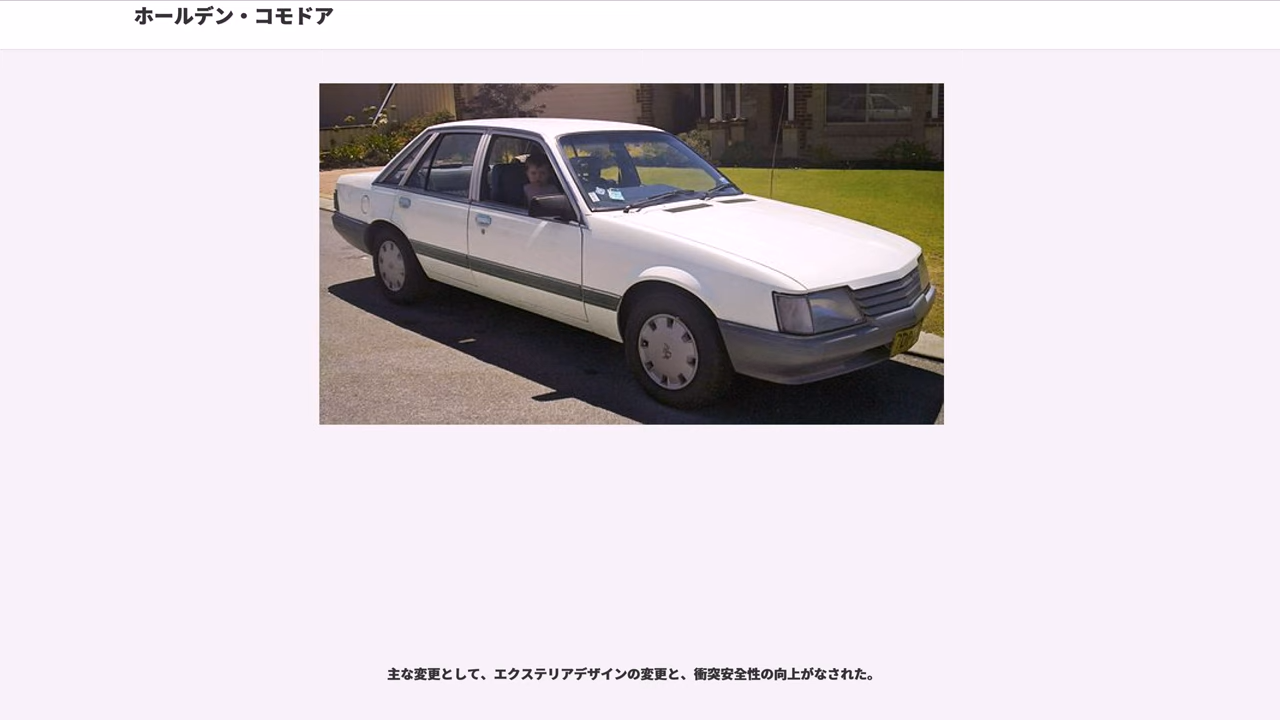 ホールデン・コモドア
主な変更として、エクステリアデザインの変更と、衝突安全性の向上がなされた。